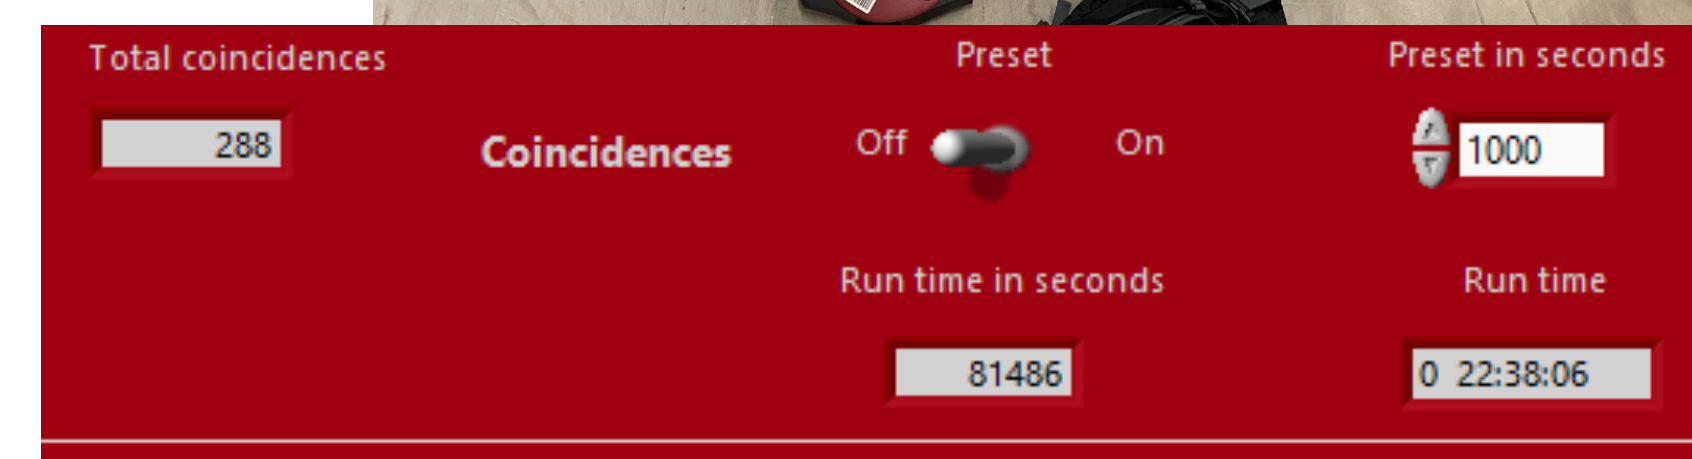 Total coincidences
Preset
Preset in seconds
288
Coincidences
Off
On
1000
Run time in seconds
Run time
81486
0 22:38:06